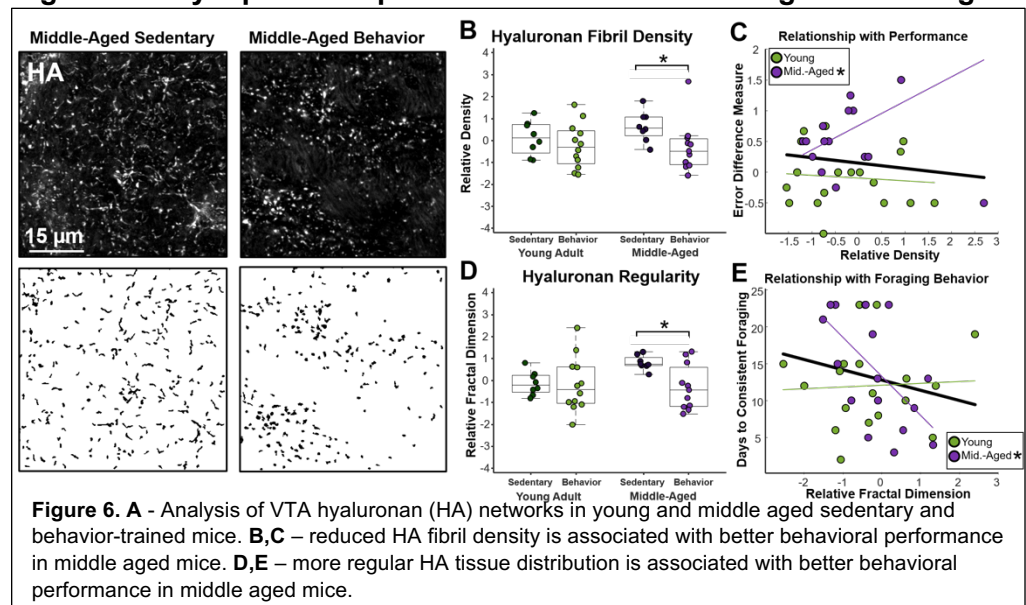 Middle-Aged Sedentary
Middle-Aged Behavior
HA
15 µm
B
Hyaluronan Fibril Density
Relative Density
4
3
2
1
0
-1
-2
-3
-4
*
Sedentary Behavior
Young Adult
Sedentary Behavior
Middle-Aged
C
Relationship with Performance
Young
Mid.-Aged *
Error Difference Measure
2
1.5
1
0.5
0
-0.5
-1.5 -1 -0.5 0 0.5 1 1.5 2 2.5 3
Relative Density
D
Hyaluronan Regularity
Relative Fractal Dimension
4
3
2
1
0
-1
-2
-3
-4
*
Sedentary Behavior
Young Adult
Sedentary Behavior
Middle-Aged
E
Relationship with Foraging Behavior
Days to Consistent Foraging
25
20
15
10
5
Young
Mid.-Aged *
-2 -1 0 1 2 3
Relative Fractal Dimension
Figure 6. A - Analysis of VTA hyaluronan (HA) networks in young and middle aged sedentary and
behavior-trained mice. B,C – reduced HA fibril density is associated with better behavioral performance
in middle aged mice. D,E – more regular HA tissue distribution is associated with better behavioral
performance in middle aged mice.